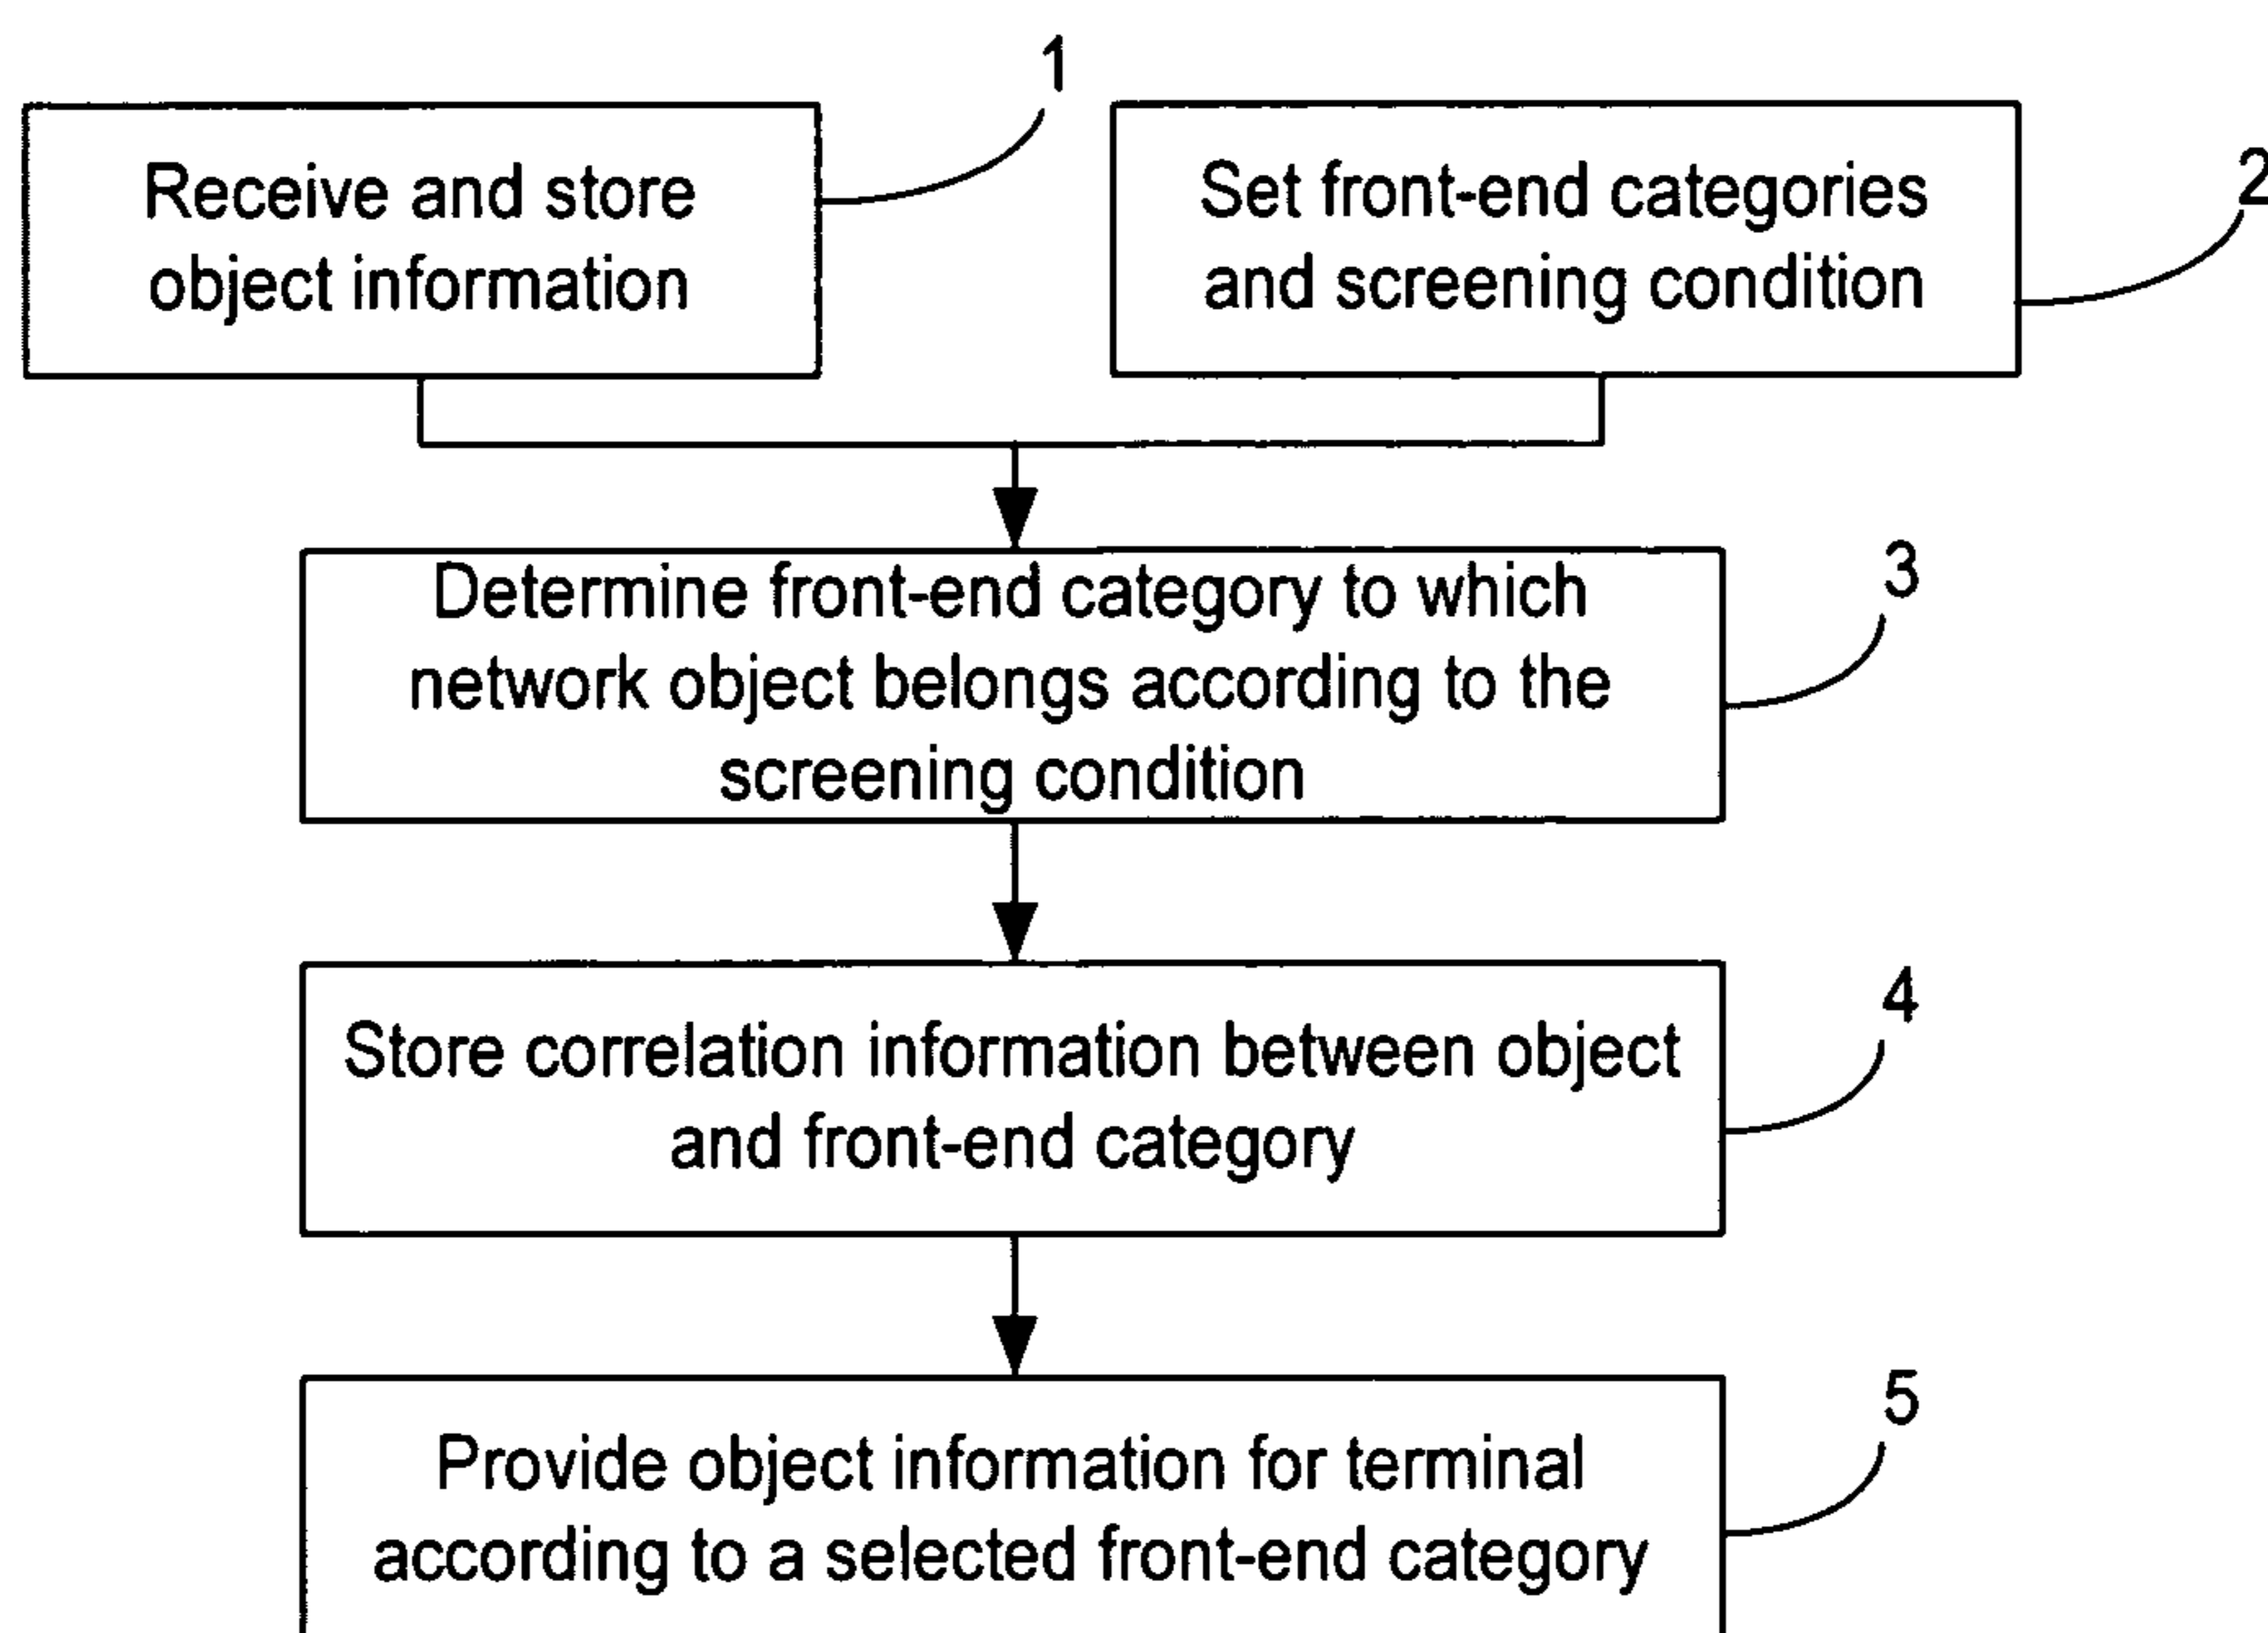 1
Receive and store
object information
2
Set front-end categories
and screening condition
3
Determine front-end category to which
network object belongs according to the
screening condition
4
Store correlation information between object
and front-end category
5
Provide object information for terminal
according to a selected front-end category